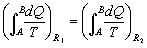 (∫_A^B dQ/T)_{R_1} = (∫_A^B dQ/T)_{R_2}